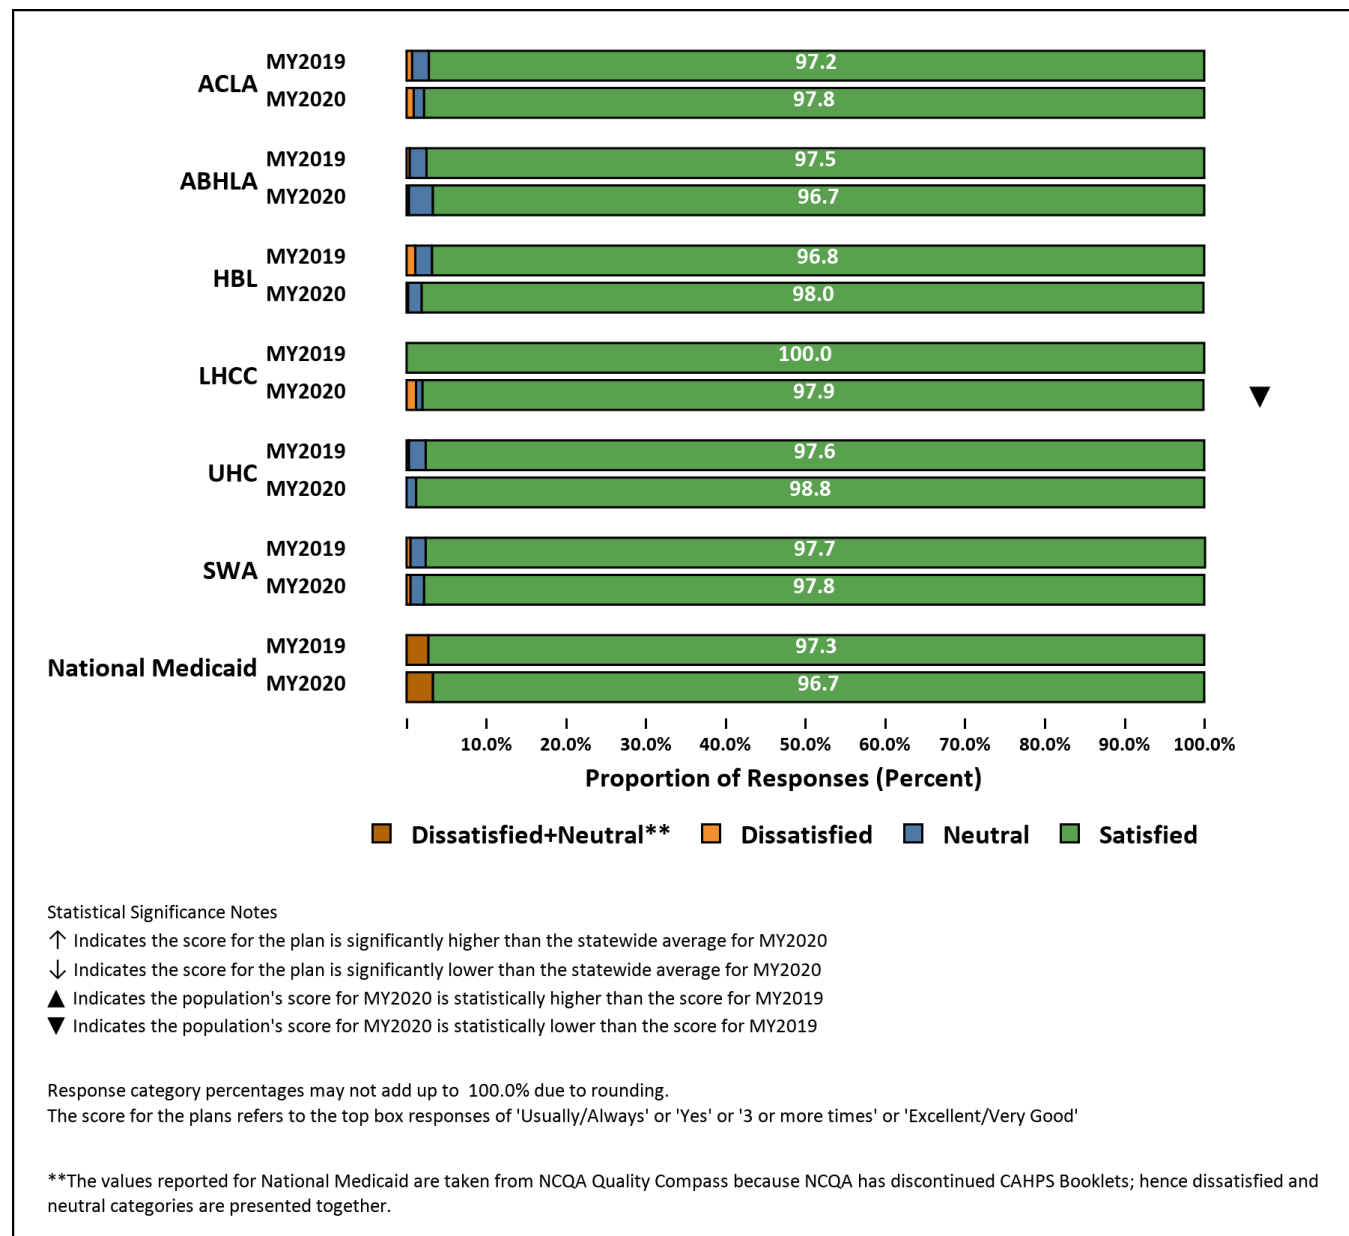 MY2019 97.2
ACLA
MY2020 97.8
MY2019 97.5
ABHLA
MY2020 96.7
MY2019 96.8
HBL
MY2020 98.0
MY2019 100.0
LHCC
MY2020 97.9 ▼
MY2019 97.6
UHC
MY2020 98.8
MY2019 97.7
SWA
MY2020 97.8
MY2019 97.3
National Medicaid
MY2020 96.7
10.0% 20.0% 30.0% 40.0% 50.0% 60.0% 70.0% 80.0% 90.0% 100.0%
Proportion of Responses (Percent)
Dissatisfied+Neutral** Dissatisfied Neutral Satisfied
Statistical Significance Notes
↑ Indicates the score for the plan is significantly higher than the statewide average for MY2020
↓ Indicates the score for the plan is significantly lower than the statewide average for MY2020
▲ Indicates the population's score for MY2020 is statistically higher than the score for MY2019
▼ Indicates the population's score for MY2020 is statistically lower than the score for MY2019
Response category percentages may not add up to 100.0% due to rounding.
The score for the plans refers to the top box responses of 'Usually/Always' or 'Yes' or '3 or more times' or 'Excellent/Very Good'
**The values reported for National Medicaid are taken from NCQA Quality Compass because NCQA has discontinued CAHPS Booklets; hence dissatisfied and
neutral categories are presented together.